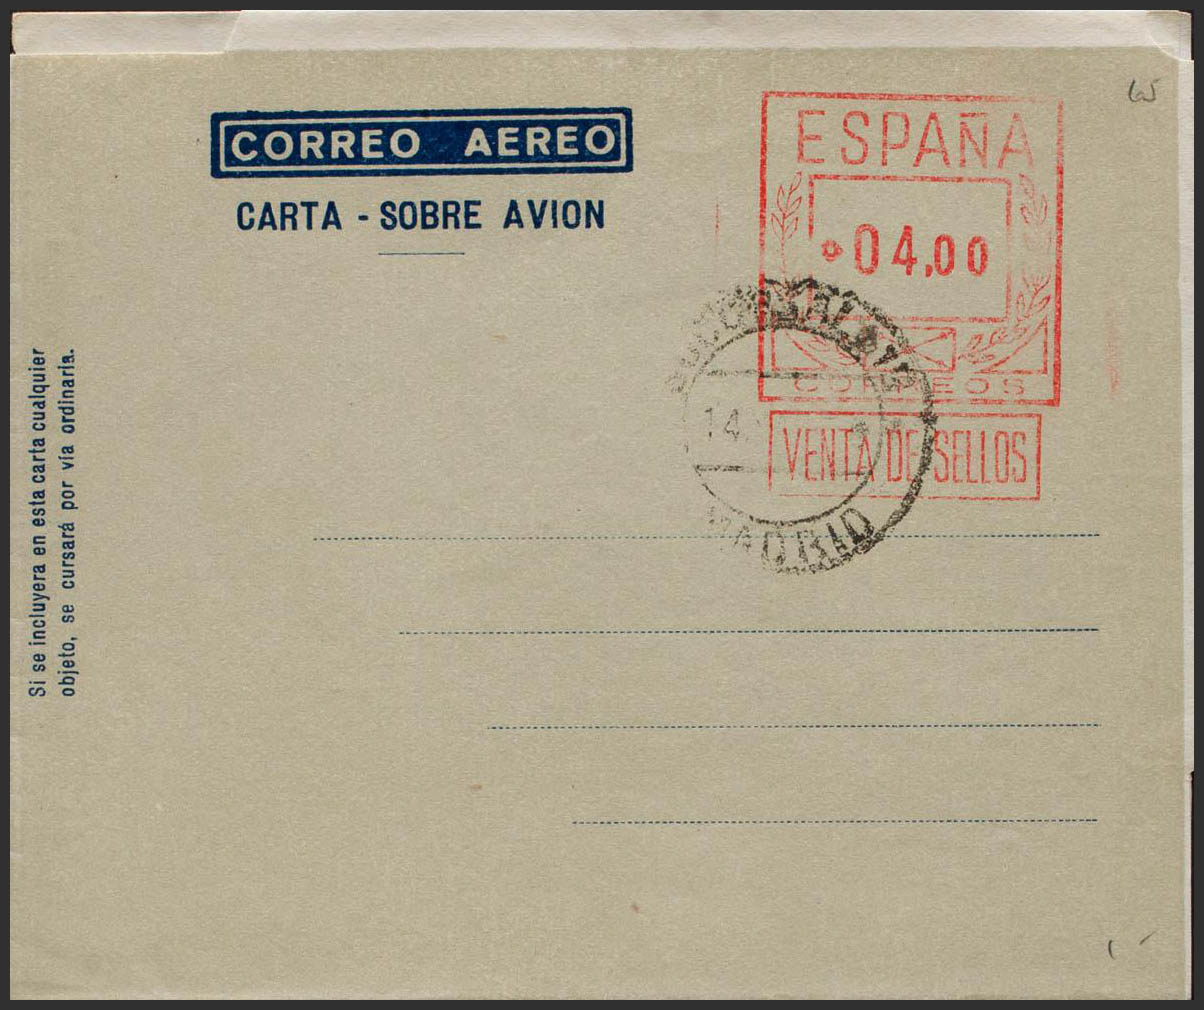 65
CORREO AEREO
CARTA - SOBRE AVION
ESPAÑA
04,00
CORREOS
VENTA DE SELLOS
14.
MADRID
Si se incluyera en esta carta cualquier
objeto, se cursará por vía ordinaria.